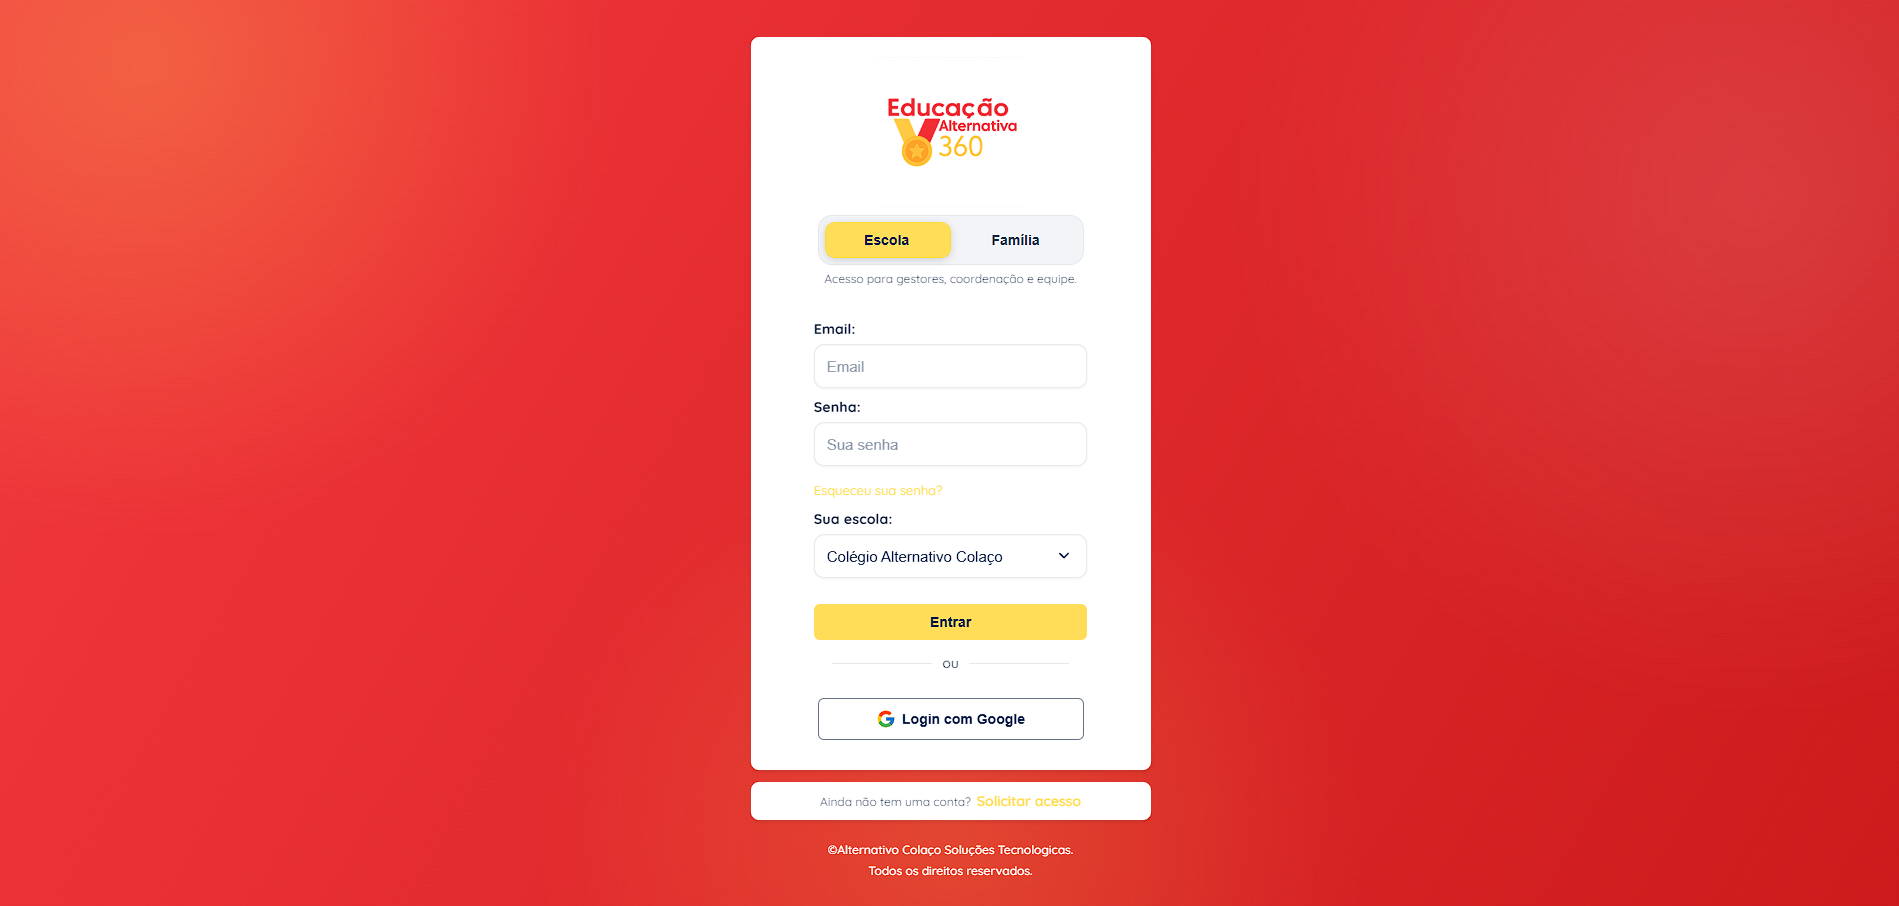 Educação
Alternativa
360
Escola
Família
Acesso para gestores, coordenação e equipe.
Email:
Email
Senha:
Sua senha
Esqueceu sua senha?
Sua escola:
Colégio Alternativo Colaço
Entrar
ou
Login com Google
Ainda não tem uma conta? Solicitar acesso
©Alternativo Colaço Soluções Tecnologicas.
Todos os direitos reservados.